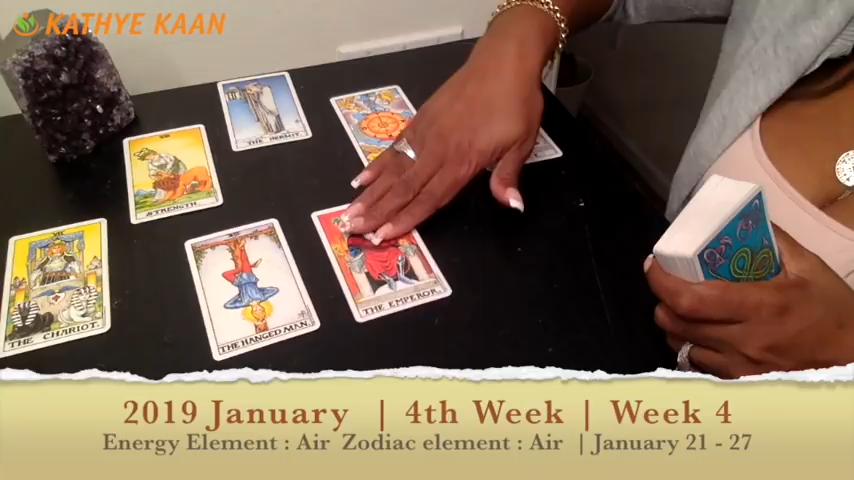 KATHYE KAAN
THE HERMIT.
STRENGTH.
VII
THE CHARIOT.
THE HANGED MAN.
THE EMPEROR.
2019 January | 4th Week | Week 4
Energy Element : Air Zodiac element : Air | January 21 - 27